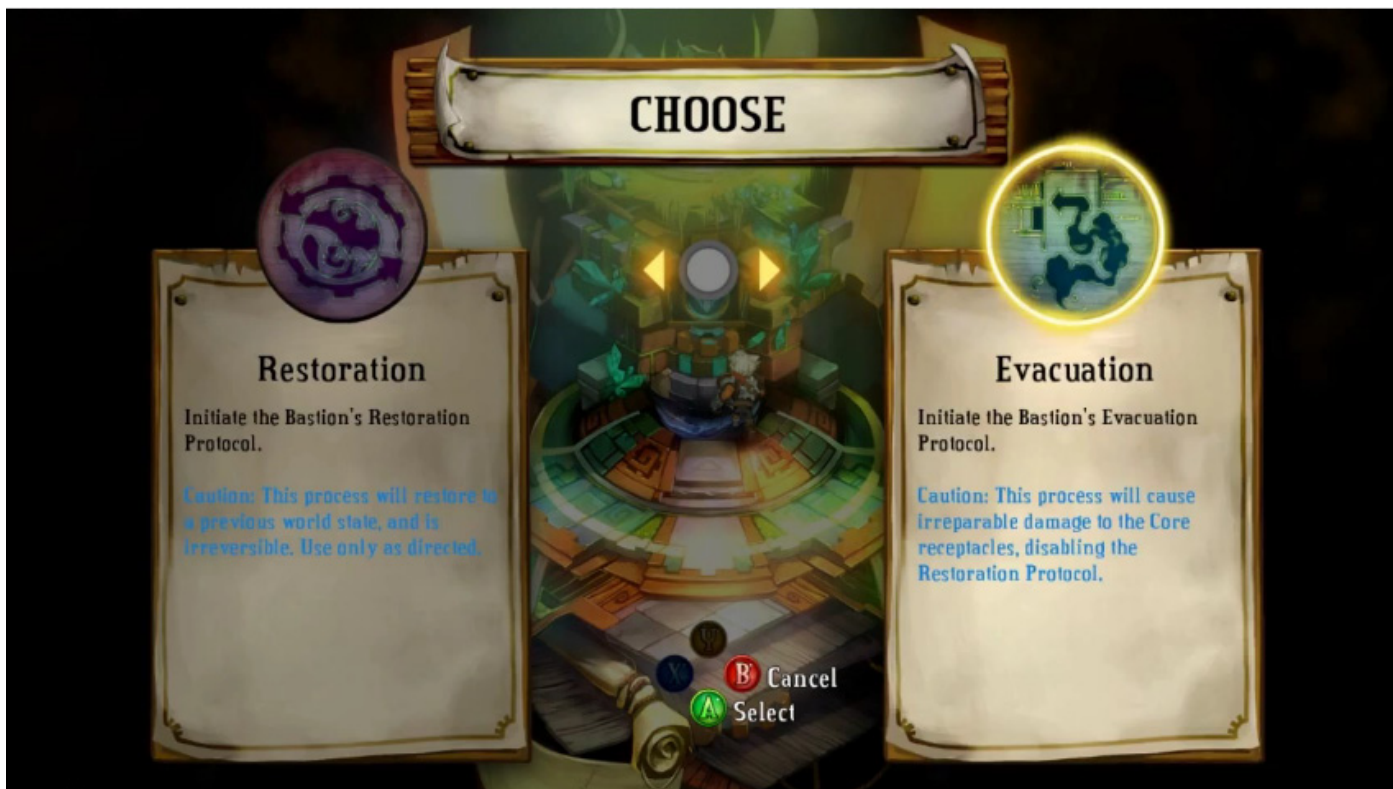 CHOOSE
Restoration
Initiate the Bastion's Restoration
Protocol.
Caution: This process will restore to
a previous world state, and is
irreversible. Use only as directed.
Evacuation
Initiate the Bastion's Evacuation
Protocol.
Caution: This process will cause
irreparable damage to the Core
receptacles, disabling the
Restoration Protocol.
Y
X
B Cancel
A Select